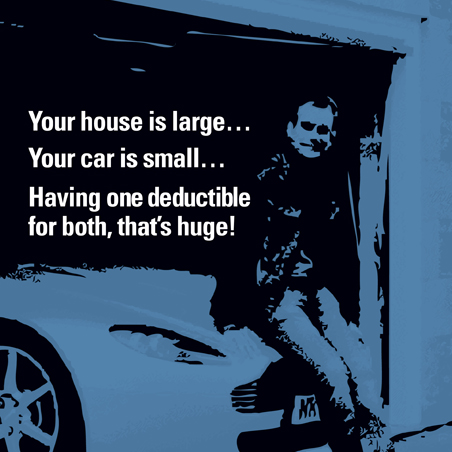 Your house is large...
Your car is small...
Having one deductible
for both, that's huge!